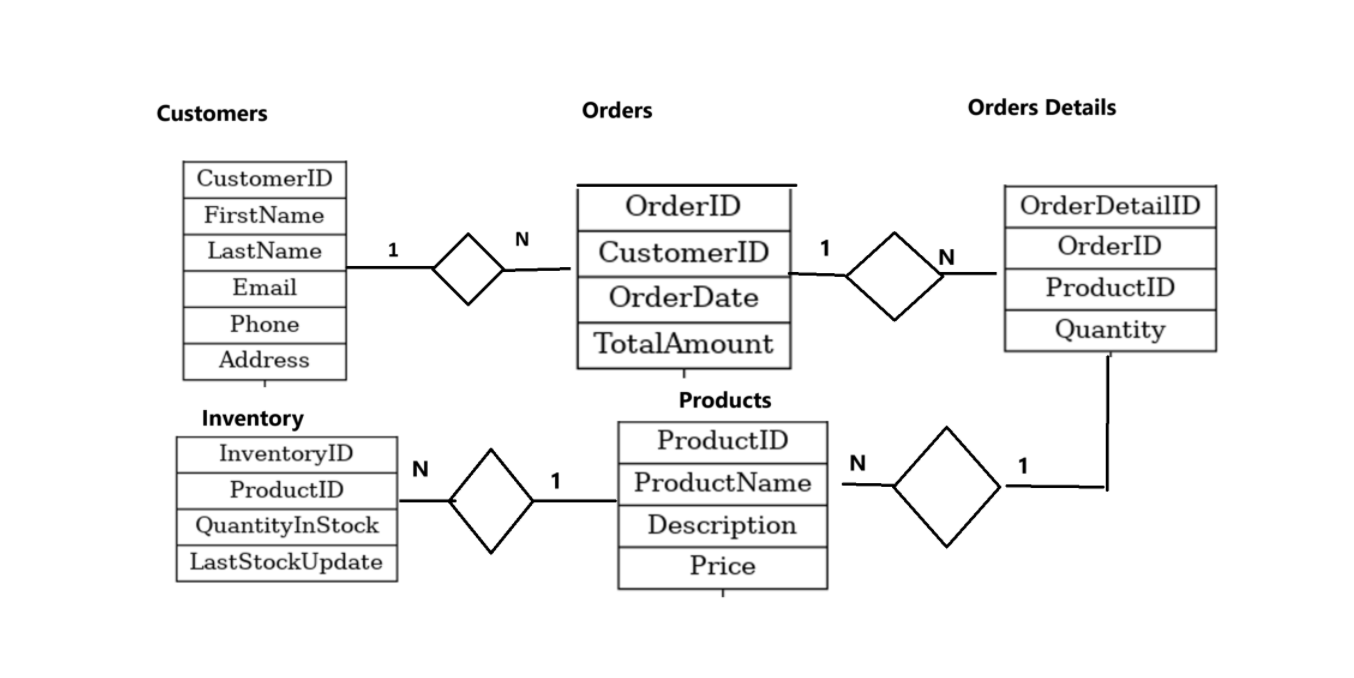 Customers
Orders
Orders Details
CustomerID
FirstName
LastName
Email
Phone
Address
1
N
OrderID
CustomerID
OrderDate
TotalAmount
1
N
OrderDetailID
OrderID
ProductID
Quantity
Inventory
InventoryID
ProductID
QuantityInStock
LastStockUpdate
N
1
Products
ProductID
ProductName
Description
Price
N
1